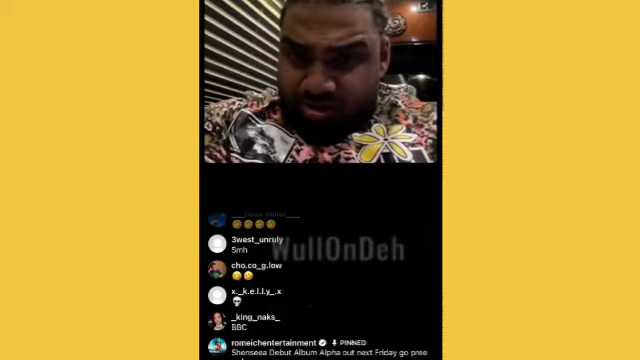 3west_unruly
Smh
WullOnDeh
cho.co_g.low
x._k.e.l.l.y_.x
_king_naks_
BBC
romeichentertainment PINNED
Shenseea Debut Album Alpha out next Friday go pree